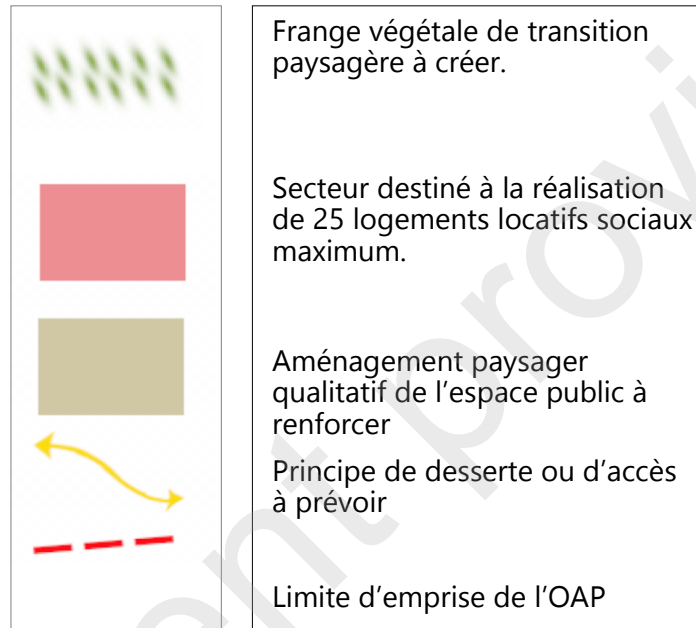 Frange végétale de transition
paysagère à créer.
Secteur destiné à la réalisation
de 25 logements locatifs sociaux
maximum.
Aménagement paysager
qualitatif de l’espace public à
renforcer
Principe de desserte ou d’accès
à prévoir
Limite d’emprise de l’OAP